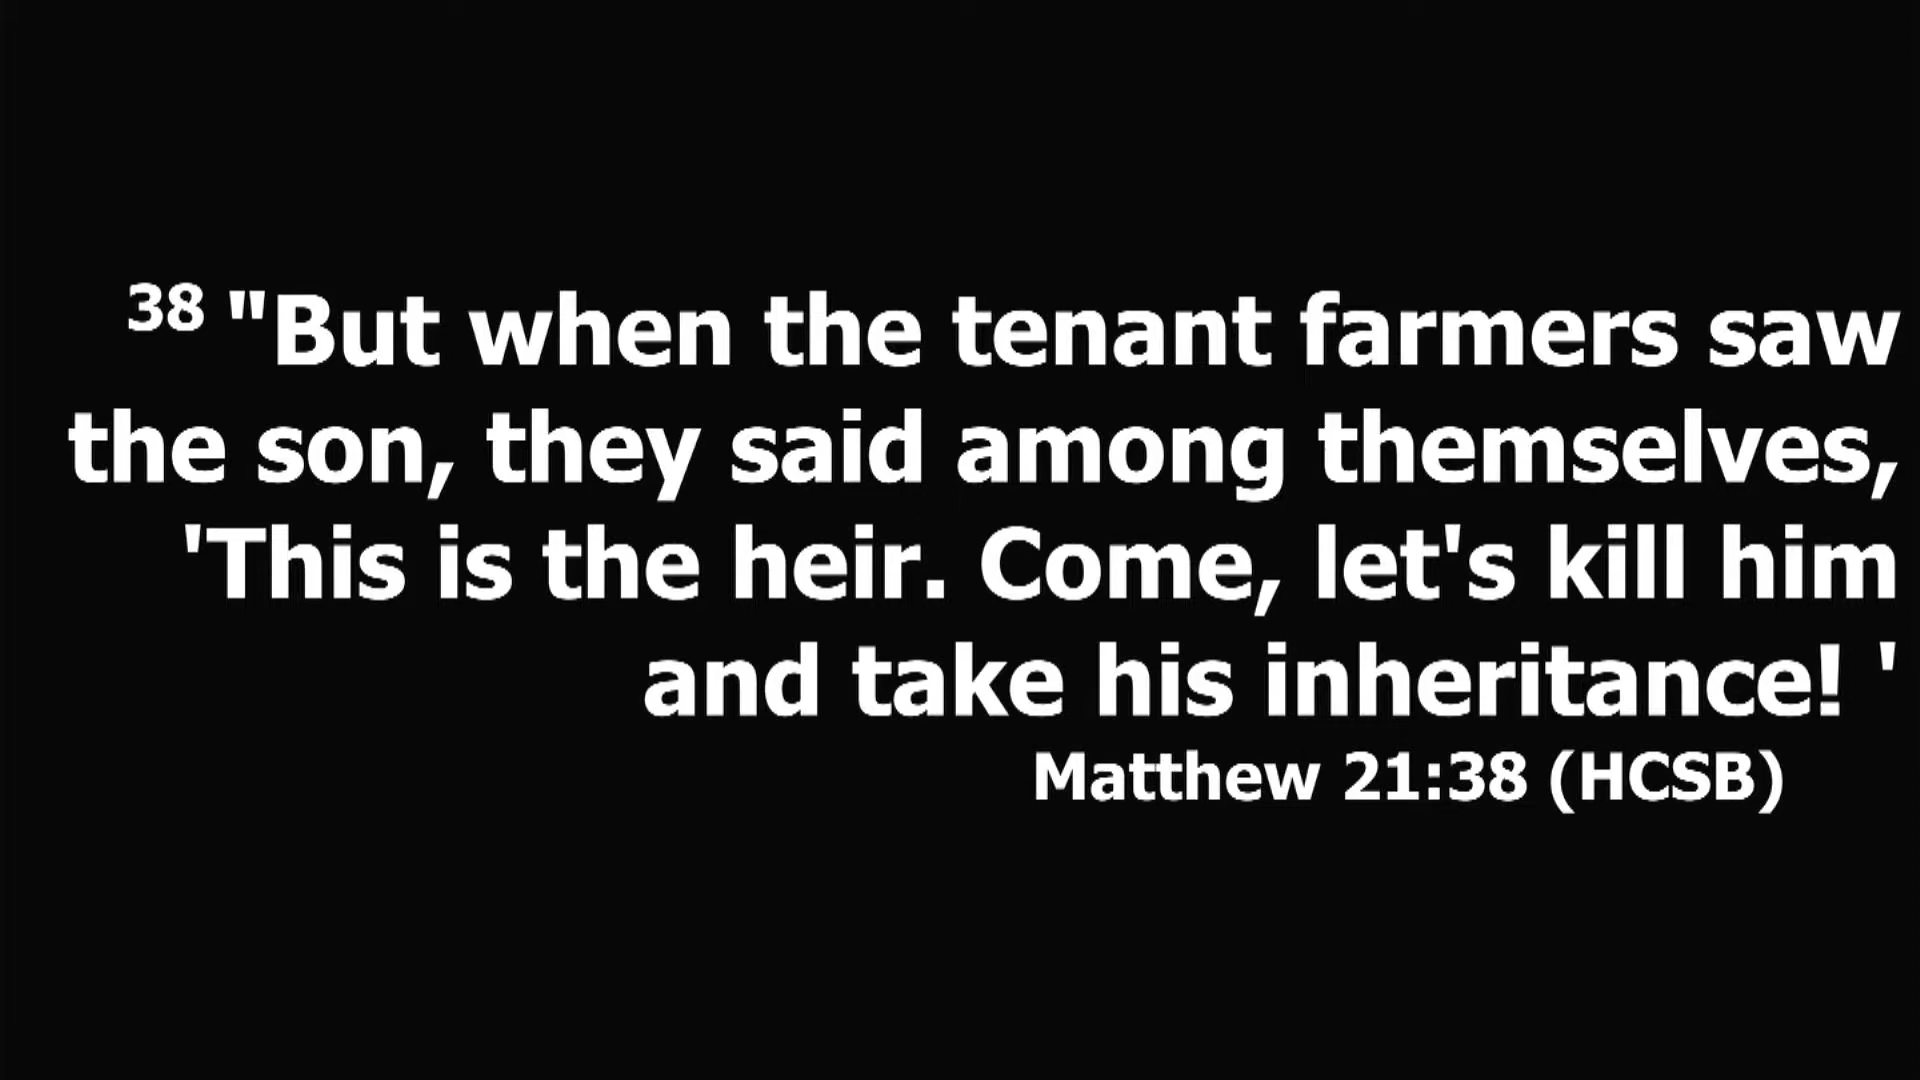 38 "But when the tenant farmers saw
the son, they said among themselves,
'This is the heir. Come, let's kill him
and take his inheritance! '
Matthew 21:38 (HCSB)